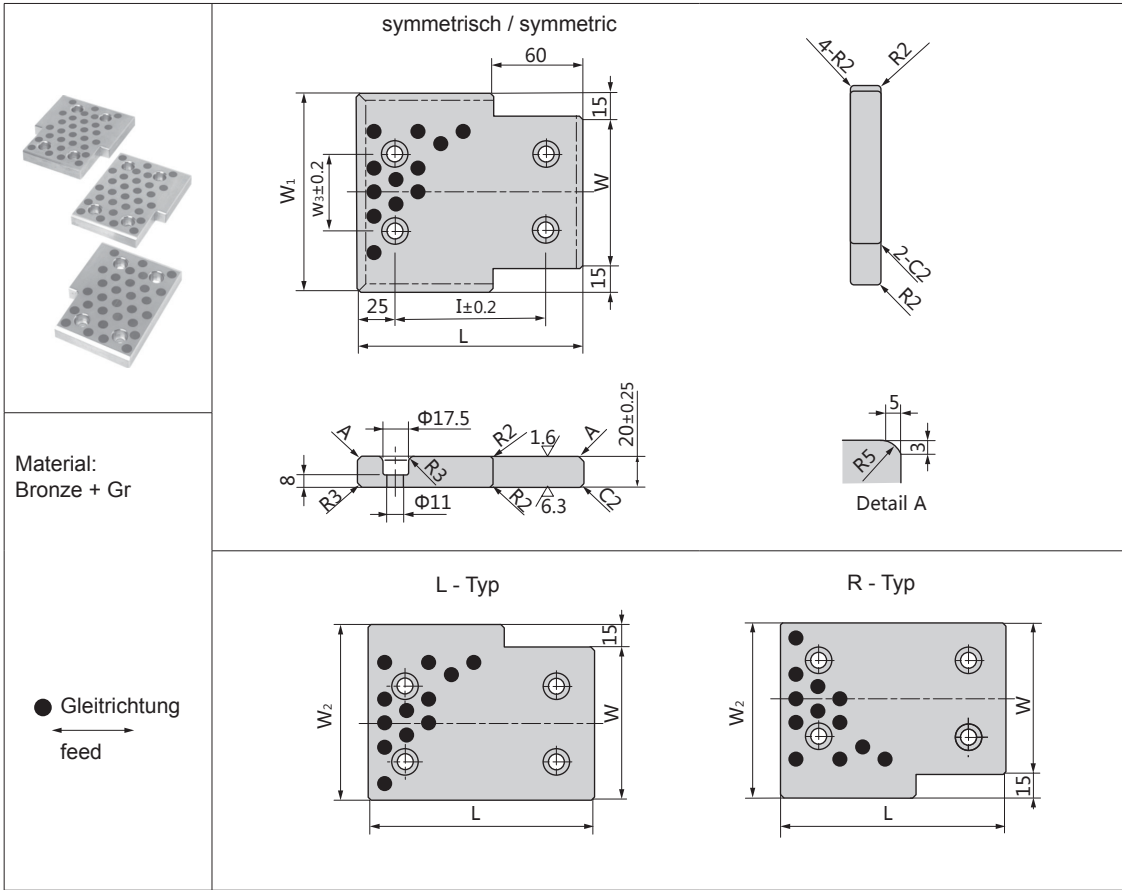 symmetrisch / symmetric
60
15
W₁
w₃±0.2
W
15
25
I±0.2
L
4-R2
R2
2-C2
R2
Material:
Bronze + Gr
A
Φ17.5
R3
R2
1.6
A
20±0.25
8
R3
Φ11
R2
6.3
C2
5
3
R5
Detail A
Gleitrichtung
feed
L - Typ
15
W₂
W
L
R - Typ
W₂
W
15
L